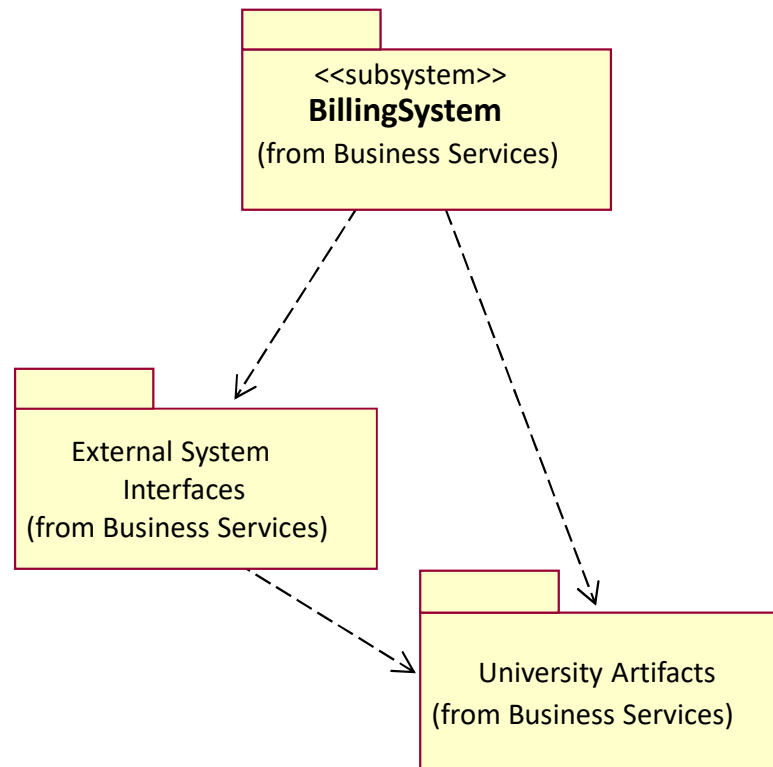 <<subsystem>>
BillingSystem
(from Business Services)
External System
Interfaces
(from Business Services)
University Artifacts
(from Business Services)